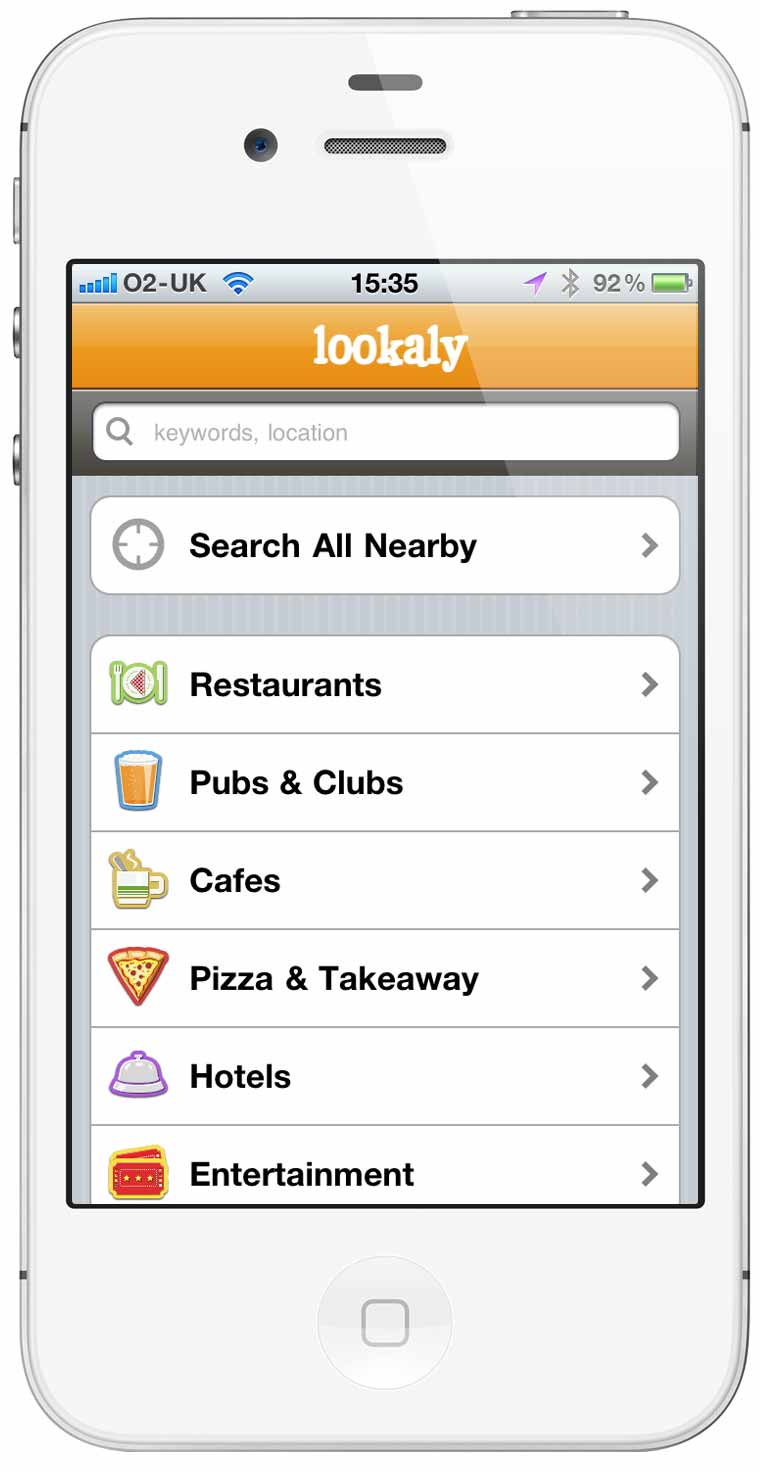 O2-UK 15:35 92%
lookaly
keywords, location
Search All Nearby
Restaurants
Pubs & Clubs
Cafes
Pizza & Takeaway
Hotels
Entertainment